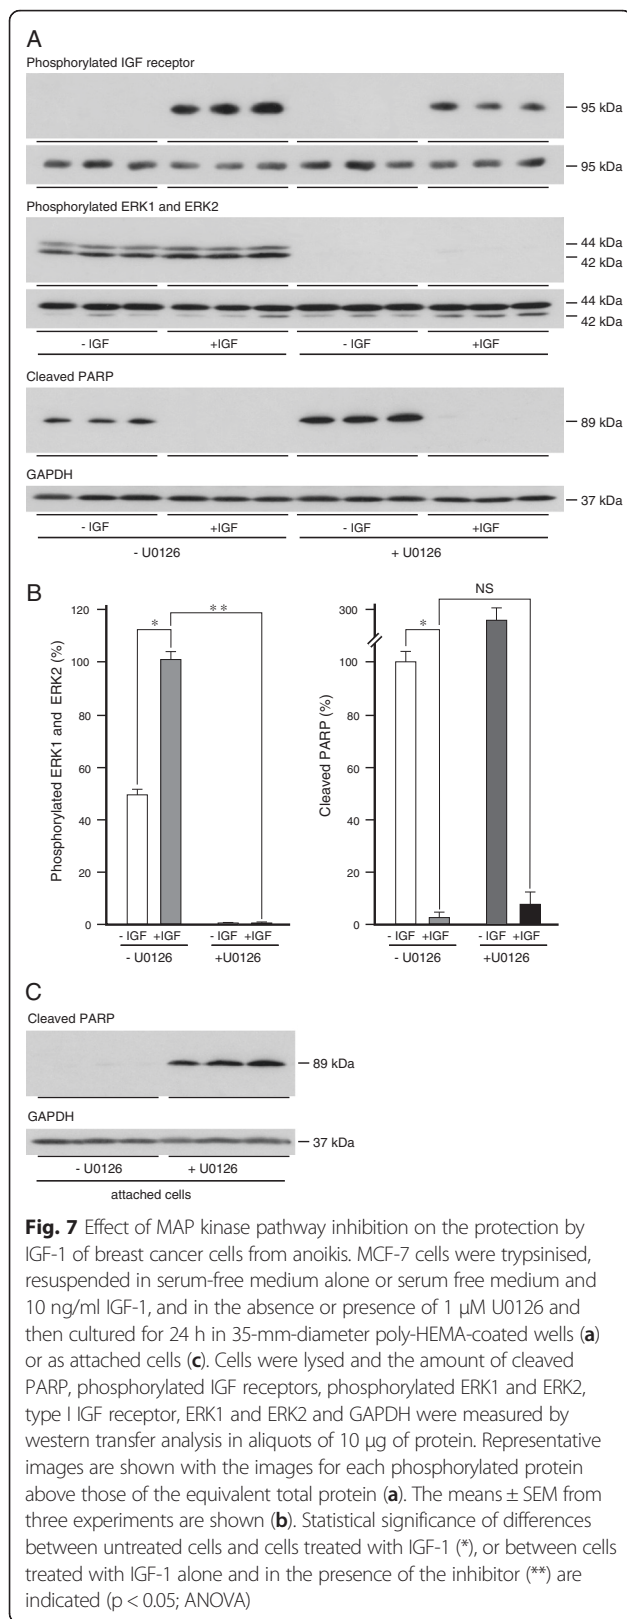 A
Phosphorylated IGF receptor
95 kDa
95 kDa
Phosphorylated ERK1 and ERK2
44 kDa
42 kDa
44 kDa
42 kDa
- IGF +IGF - IGF +IGF
Cleaved PARP
89 kDa
GAPDH
37 kDa
- IGF +IGF - IGF +IGF
- U0126 + U0126
B
Phosphorylated ERK1 and ERK2 (%)
120
100
80
60
40
20
0
* **
- IGF +IGF - IGF +IGF
- U0126 +U0126
Cleaved PARP (%)
300
100
80
60
40
20
0
* NS
- IGF +IGF - IGF +IGF
- U0126 +U0126
C
Cleaved PARP
89 kDa
GAPDH
37 kDa
- U0126 + U0126
attached cells
Fig. 7 Effect of MAP kinase pathway inhibition on the protection by
IGF-1 of breast cancer cells from anoikis. MCF-7 cells were trypsinised,
resuspended in serum-free medium alone or serum free medium and
10 ng/ml IGF-1, and in the absence or presence of 1 μM U0126 and
then cultured for 24 h in 35-mm-diameter poly-HEMA-coated wells (a)
or as attached cells (c). Cells were lysed and the amount of cleaved
PARP, phosphorylated IGF receptors, phosphorylated ERK1 and ERK2,
type I IGF receptor, ERK1 and ERK2 and GAPDH were measured by
western transfer analysis in aliquots of 10 μg of protein. Representative
images are shown with the images for each phosphorylated protein
above those of the equivalent total protein (a). The means ± SEM from
three experiments are shown (b). Statistical significance of differences
between untreated cells and cells treated with IGF-1 (*), or between cells
treated with IGF-1 alone and in the presence of the inhibitor (**) are
indicated (p < 0.05; ANOVA)